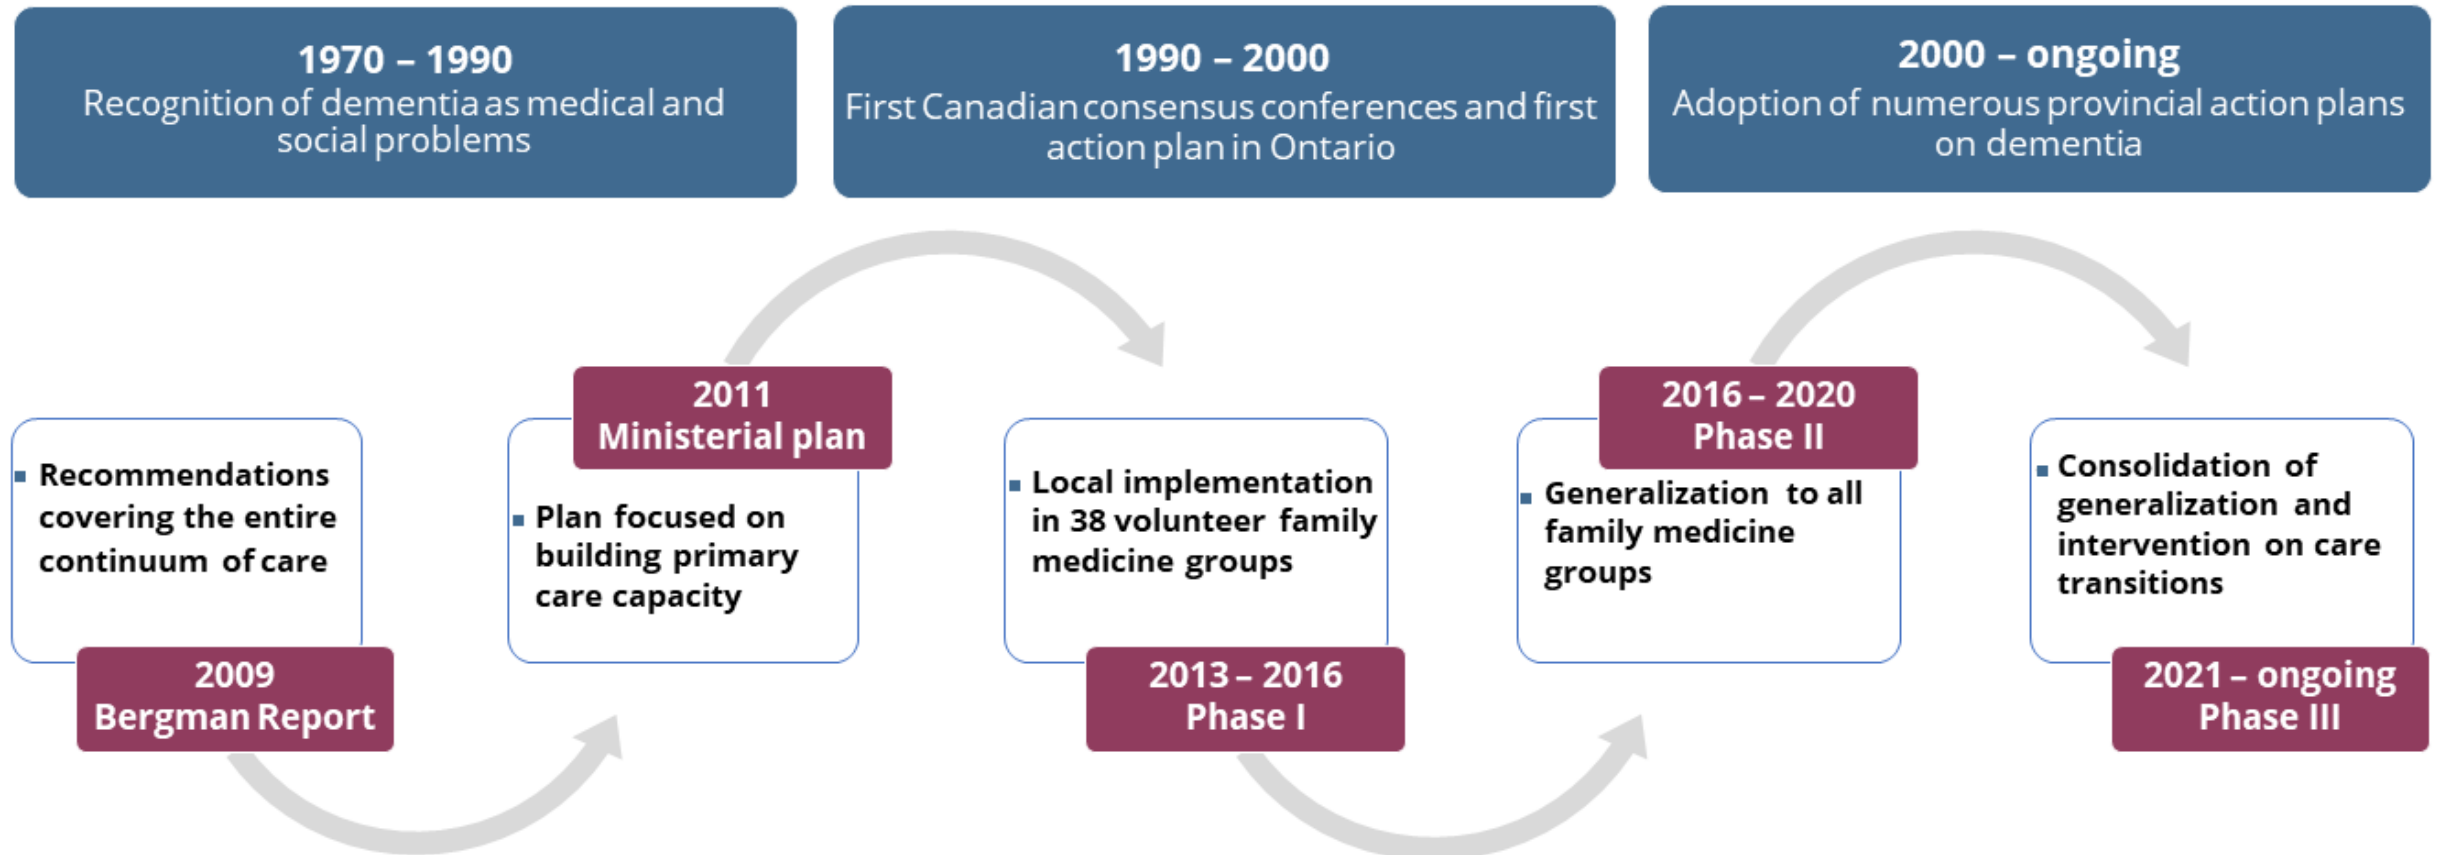 1970 – 1990
Recognition of dementia as medical and
social problems
1990 – 2000
First Canadian consensus conferences and first
action plan in Ontario
2000 – ongoing
Adoption of numerous provincial action plans
on dementia
▪ Recommendations
covering the entire
continuum of care
2009
Bergman Report
2011
Ministerial plan
▪ Plan focused on
building primary
care capacity
▪ Local implementation
in 38 volunteer family
medicine groups
2013 – 2016
Phase I
2016 – 2020
Phase II
▪ Generalization to all
family medicine
groups
▪ Consolidation of
generalization and
intervention on care
transitions
2021 – ongoing
Phase III